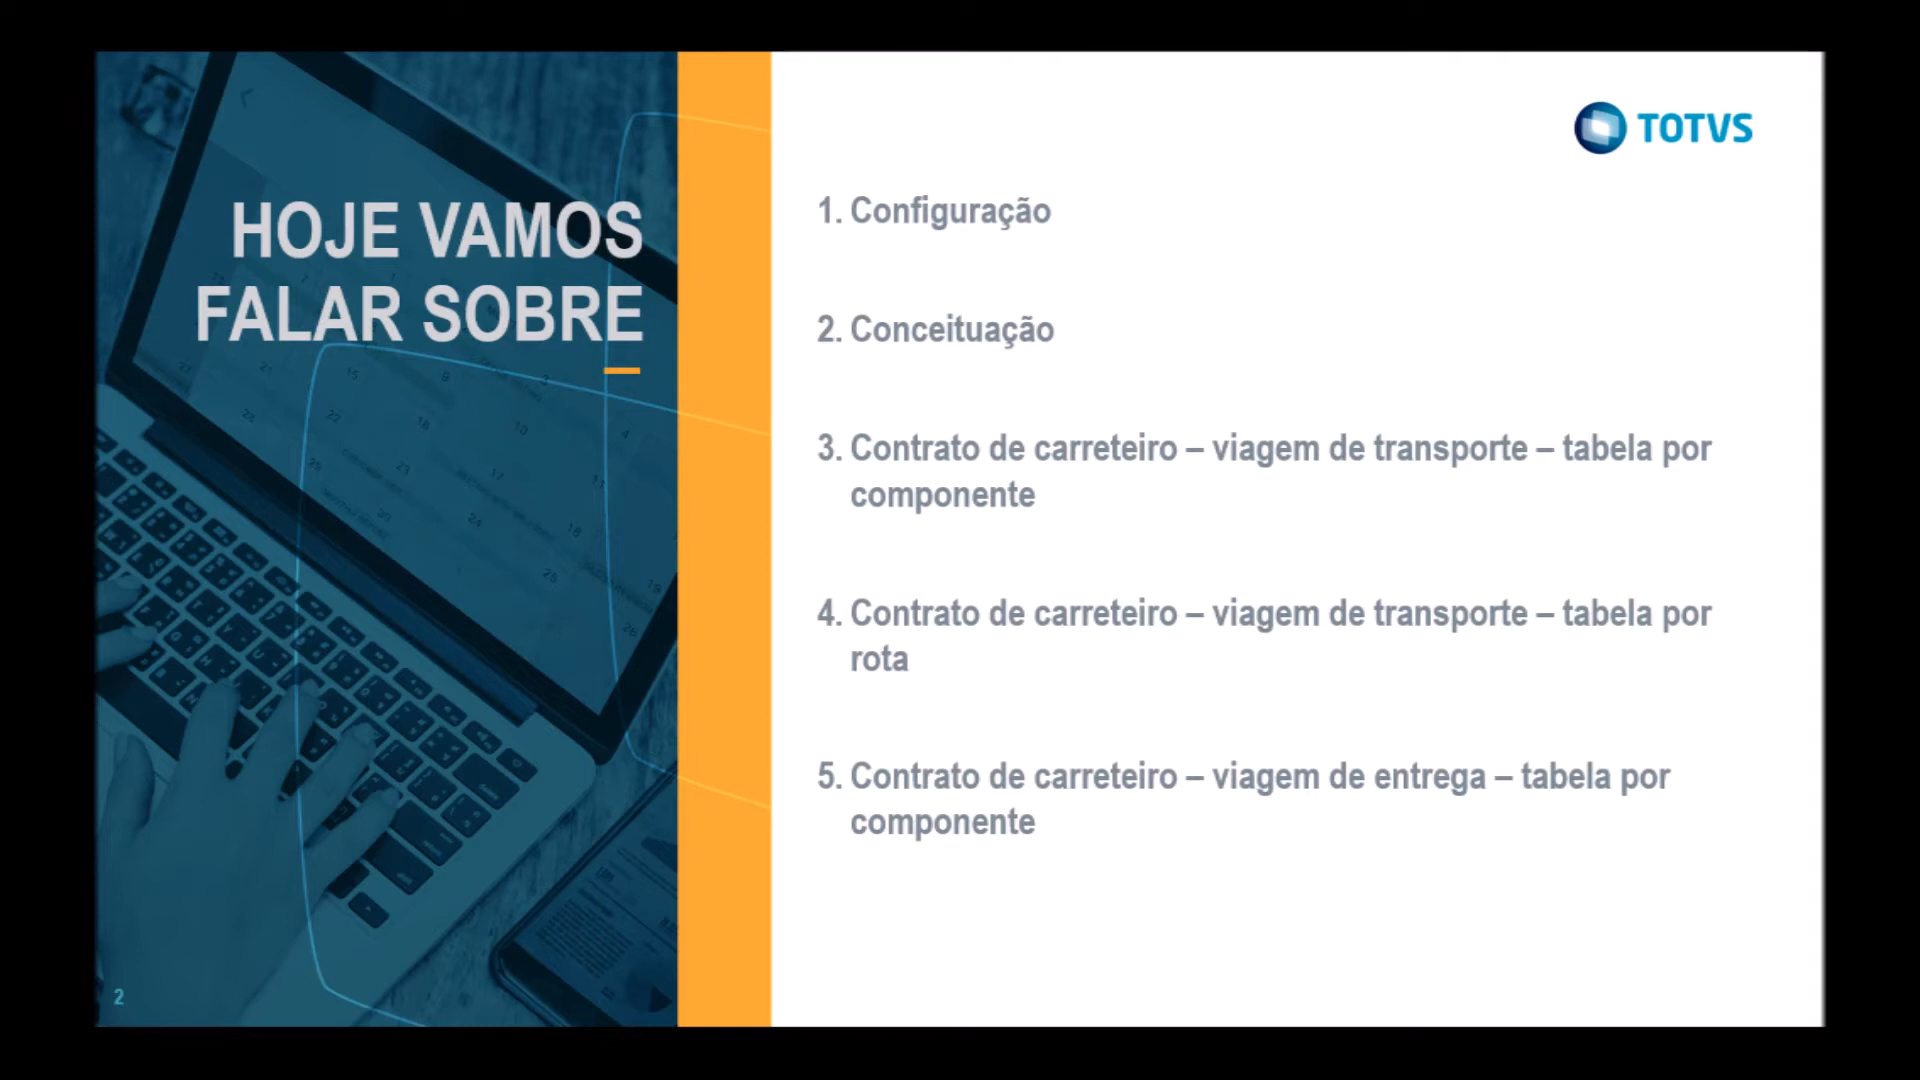 HOJE VAMOS
FALAR SOBRE
TOTVS
1. Configuração
2. Conceituação
3. Contrato de carreteiro – viagem de transporte – tabela por
componente
4. Contrato de carreteiro – viagem de transporte – tabela por
rota
5. Contrato de carreteiro – viagem de entrega – tabela por
componente
2